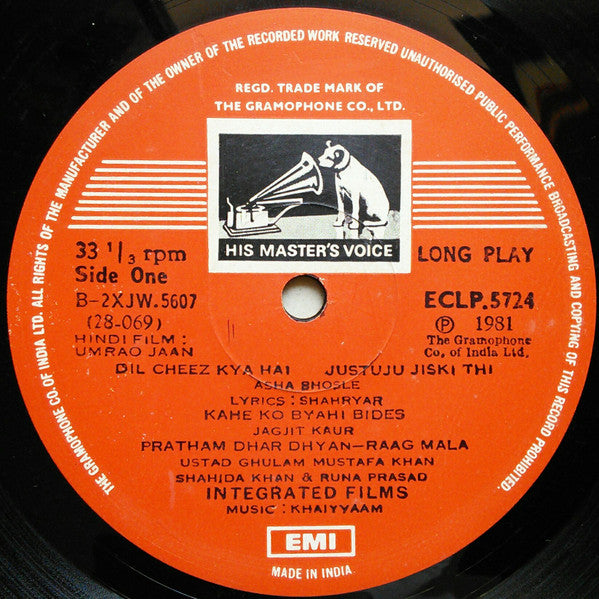 THE GRAMOPHONE CO. OF INDIA LTD. ALL RIGHTS OF THE MANUFACTURER AND OF THE OWNER OF THE RECORDED WORK RESERVED UNAUTHORISED PUBLIC PERFORMANCE BROADCASTING AND COPYING OF THIS RECORD PROHIBITED.
REGD. TRADE MARK OF
THE GRAMOPHONE CO., LTD.
HIS MASTER'S VOICE
33 1/3 rpm
Side One
B-2XJW.5607
(28-069)
HINDI FILM :
UMRAO JAAN
LONG PLAY
ECLP.5724
℗ 1981
The Gramophone
Co. of India Ltd.
DIL CHEEZ KYA HAI JUSTUJU JISKI THI
ASHA BHOSLE
LYRICS : SHAHRYAR
KAHE KO BYAHI BIDES
JAGJIT KAUR
PRATHAM DHAR DHYAN-RAAG MALA
USTAD GHULAM MUSTAFA KHAN
SHAHIDA KHAN & RUNA PRASAD
INTEGRATED FILMS
MUSIC : KHAIYYAAM
EMI
MADE IN INDIA